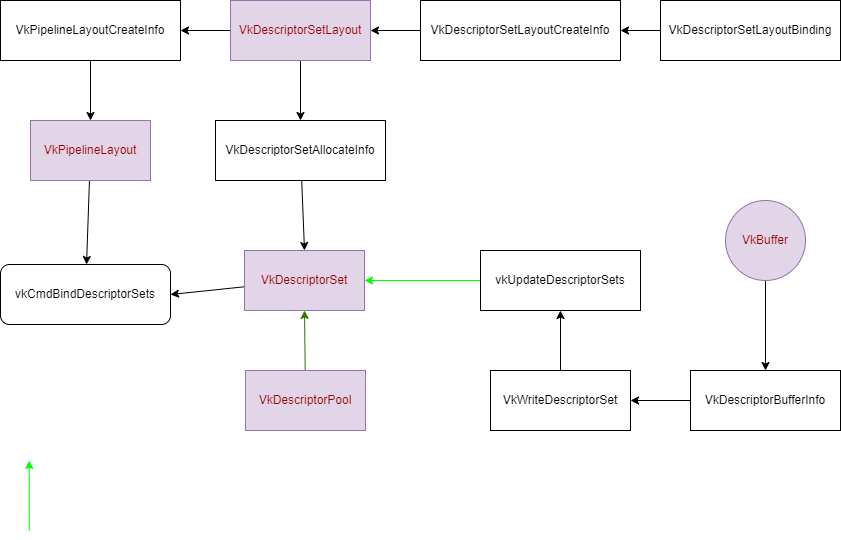 VkPipelineLayoutCreateInfo
VkDescriptorSetLayout
VkDescriptorSetLayoutCreateInfo
VkDescriptorSetLayoutBinding
VkPipelineLayout
VkDescriptorSetAllocateInfo
VkBuffer
vkCmdBindDescriptorSets
VkDescriptorSet
vkUpdateDescriptorSets
VkDescriptorPool
VkWriteDescriptorSet
VkDescriptorBufferInfo